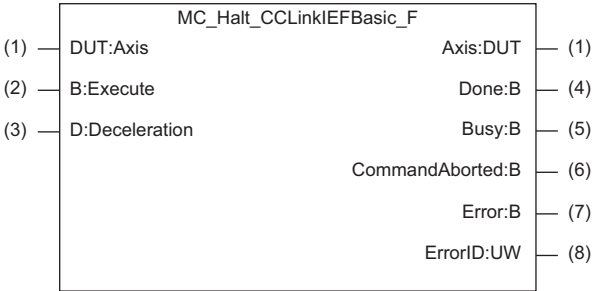 MC_Halt_CCLinkIEFBasic_F
(1) DUT:Axis Axis:DUT (1)
(2) B:Execute Done:B (4)
(3) D:Deceleration Busy:B (5)
CommandAborted:B (6)
Error:B (7)
ErrorID:UW (8)